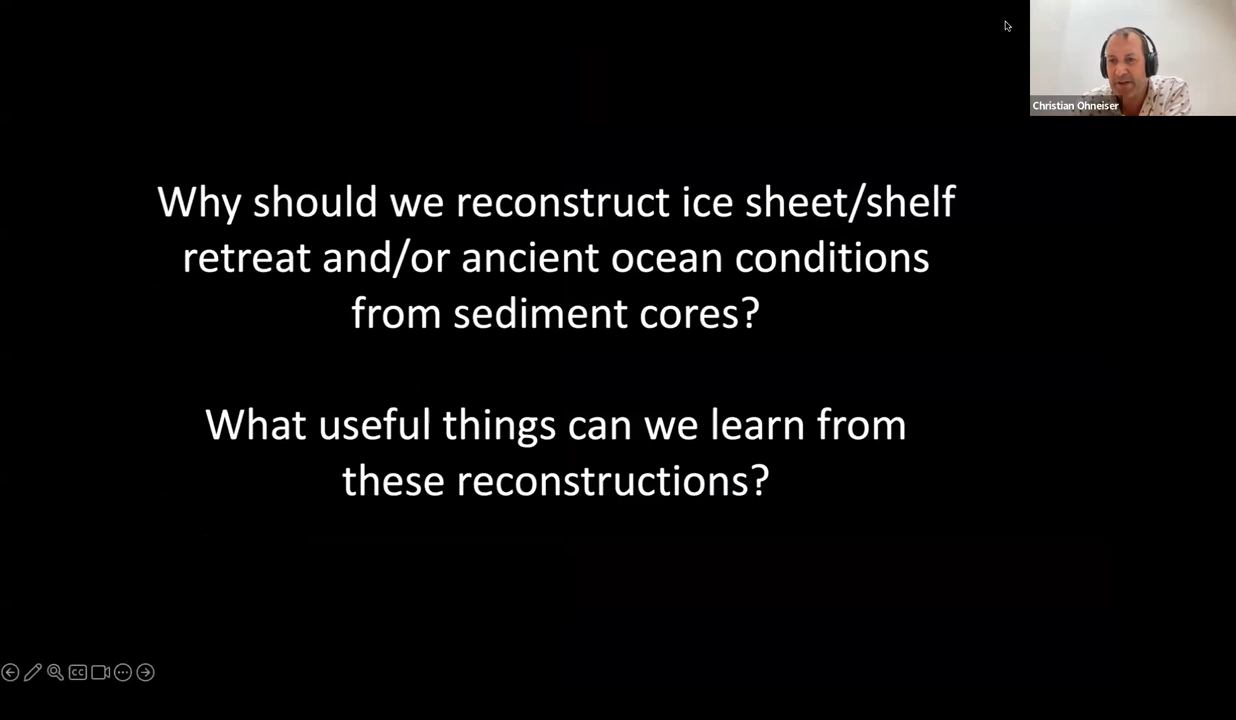 Christian Ohneiser
Why should we reconstruct ice sheet/shelf
retreat and/or ancient ocean conditions
from sediment cores?
What useful things can we learn from
these reconstructions?
CC